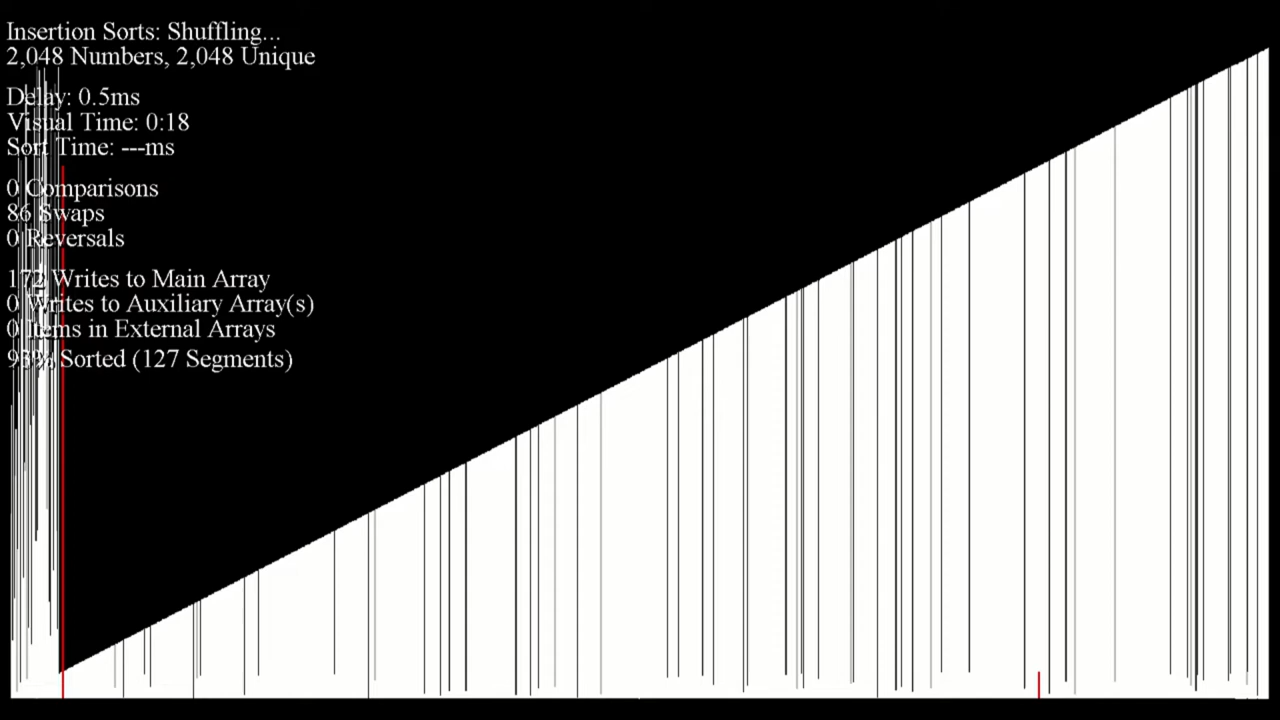 Insertion Sorts: Shuffling...
2,048 Numbers, 2,048 Unique
Delay: 0.5ms
Visual Time: 0:18
Sort Time: ---ms
0 Comparisons
86 Swaps
0 Reversals
172 Writes to Main Array
0 Writes to Auxiliary Array(s)
0 Items in External Arrays
93% Sorted (127 Segments)